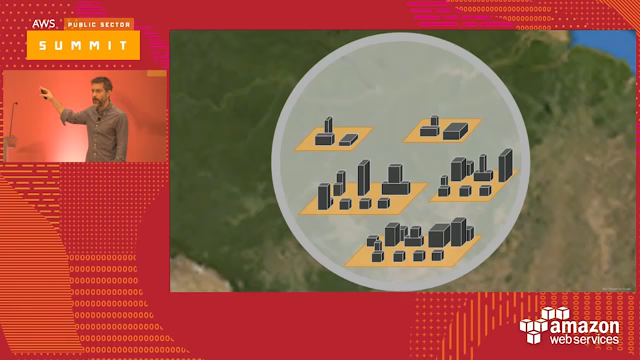 AWS
PUBLIC SECTOR
SUMMIT
amazon
web services